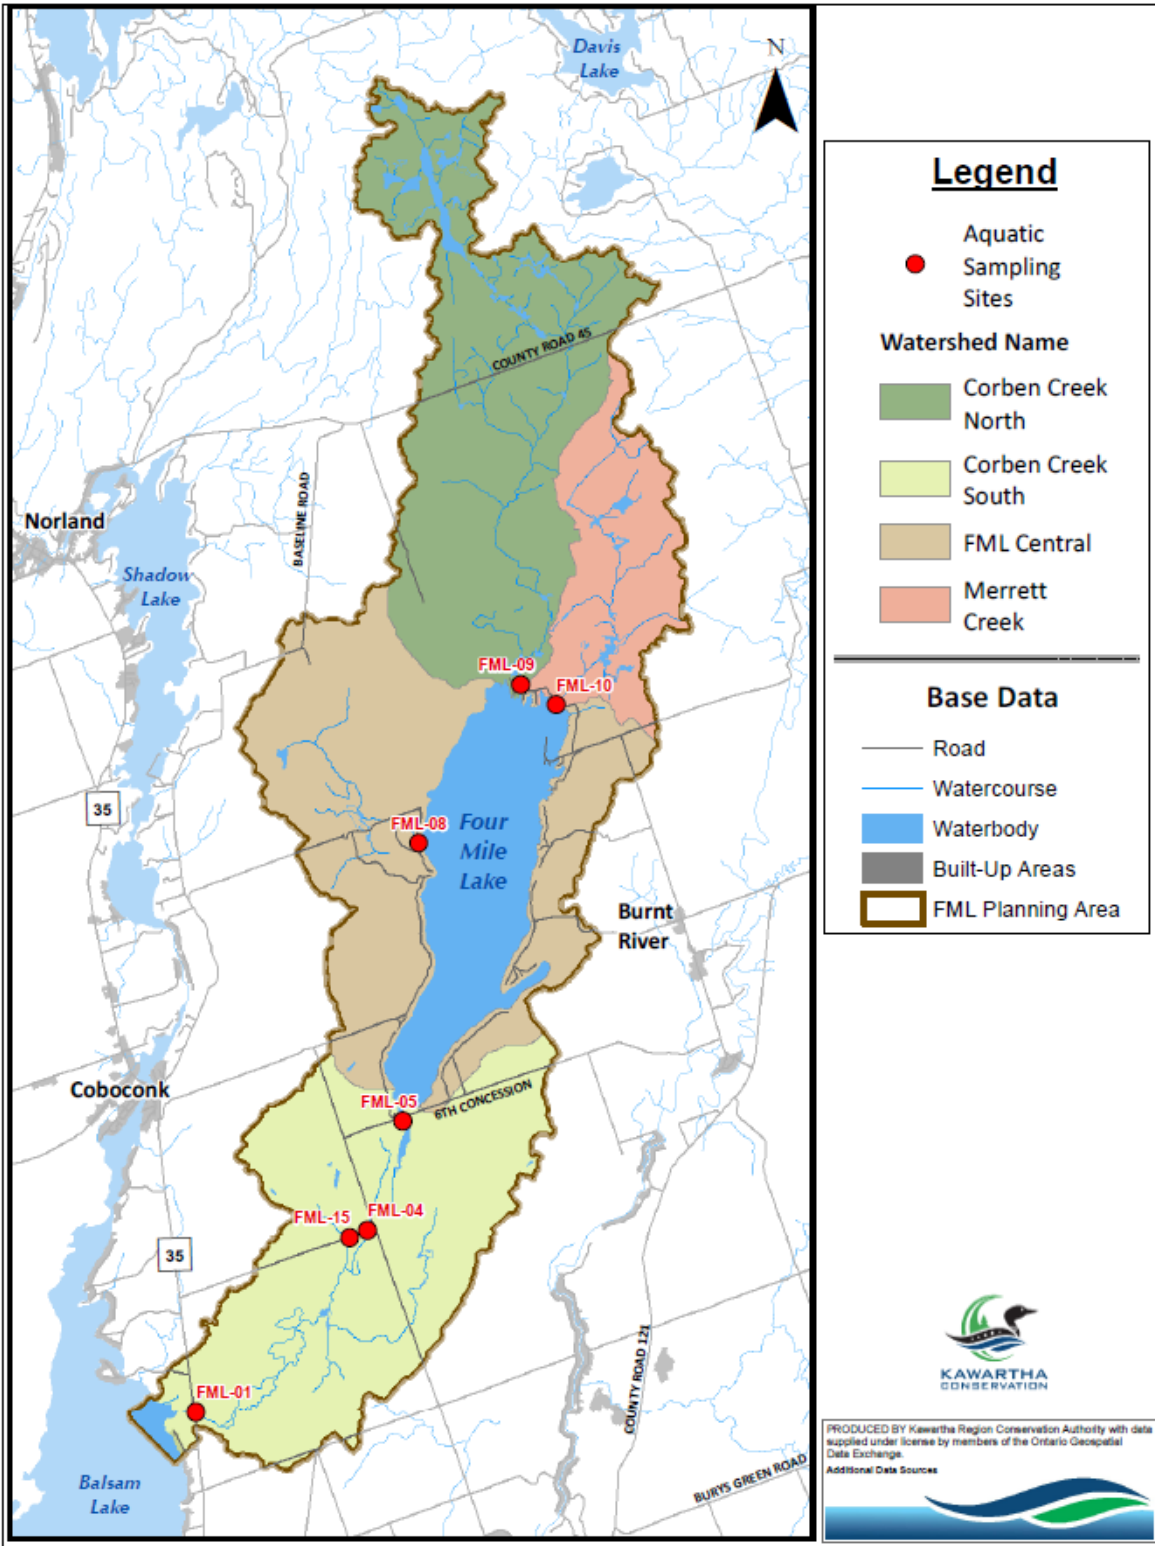 Davis
Lake
N
COUNTY ROAD 45
BASELINE ROAD
Norland
Shadow
Lake
FML-09
FML-10
35
FML-08
Four
Mile
Lake
Burnt
River
Coboconk
FML-05
6TH CONCESSION
FML-15
FML-04
35
FML-01
COUNTY ROAD 121
BURYS GREEN ROAD
Balsam
Lake
Legend
Aquatic
Sampling
Sites
Watershed Name
Corben Creek
North
Corben Creek
South
FML Central
Merrett
Creek
Base Data
Road
Watercourse
Waterbody
Built-Up Areas
FML Planning Area
KAWARTHA
CONSERVATION
PRODUCED BY Kawartha Region Conservation Authority with data
supplied under license by members of the Ontario Geospatial
Data Exchange.
Additional Data Sources